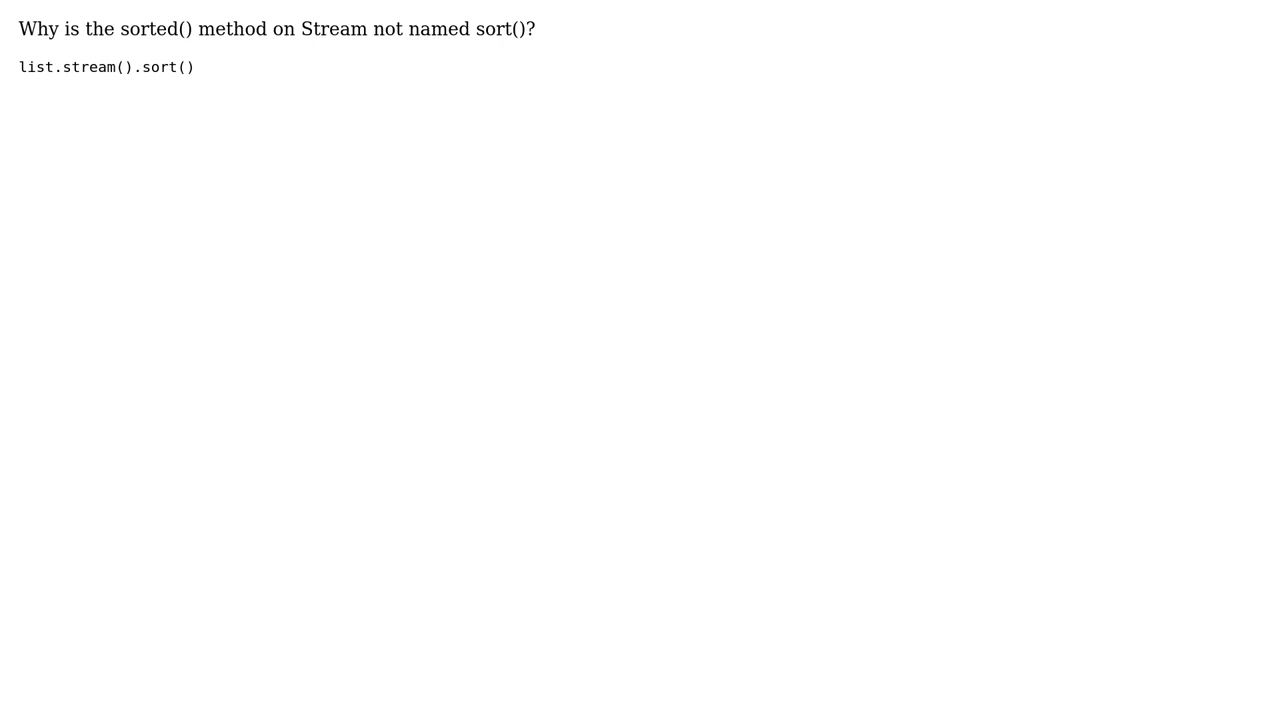 Why is the sorted() method on Stream not named sort()?
list.stream().sort()